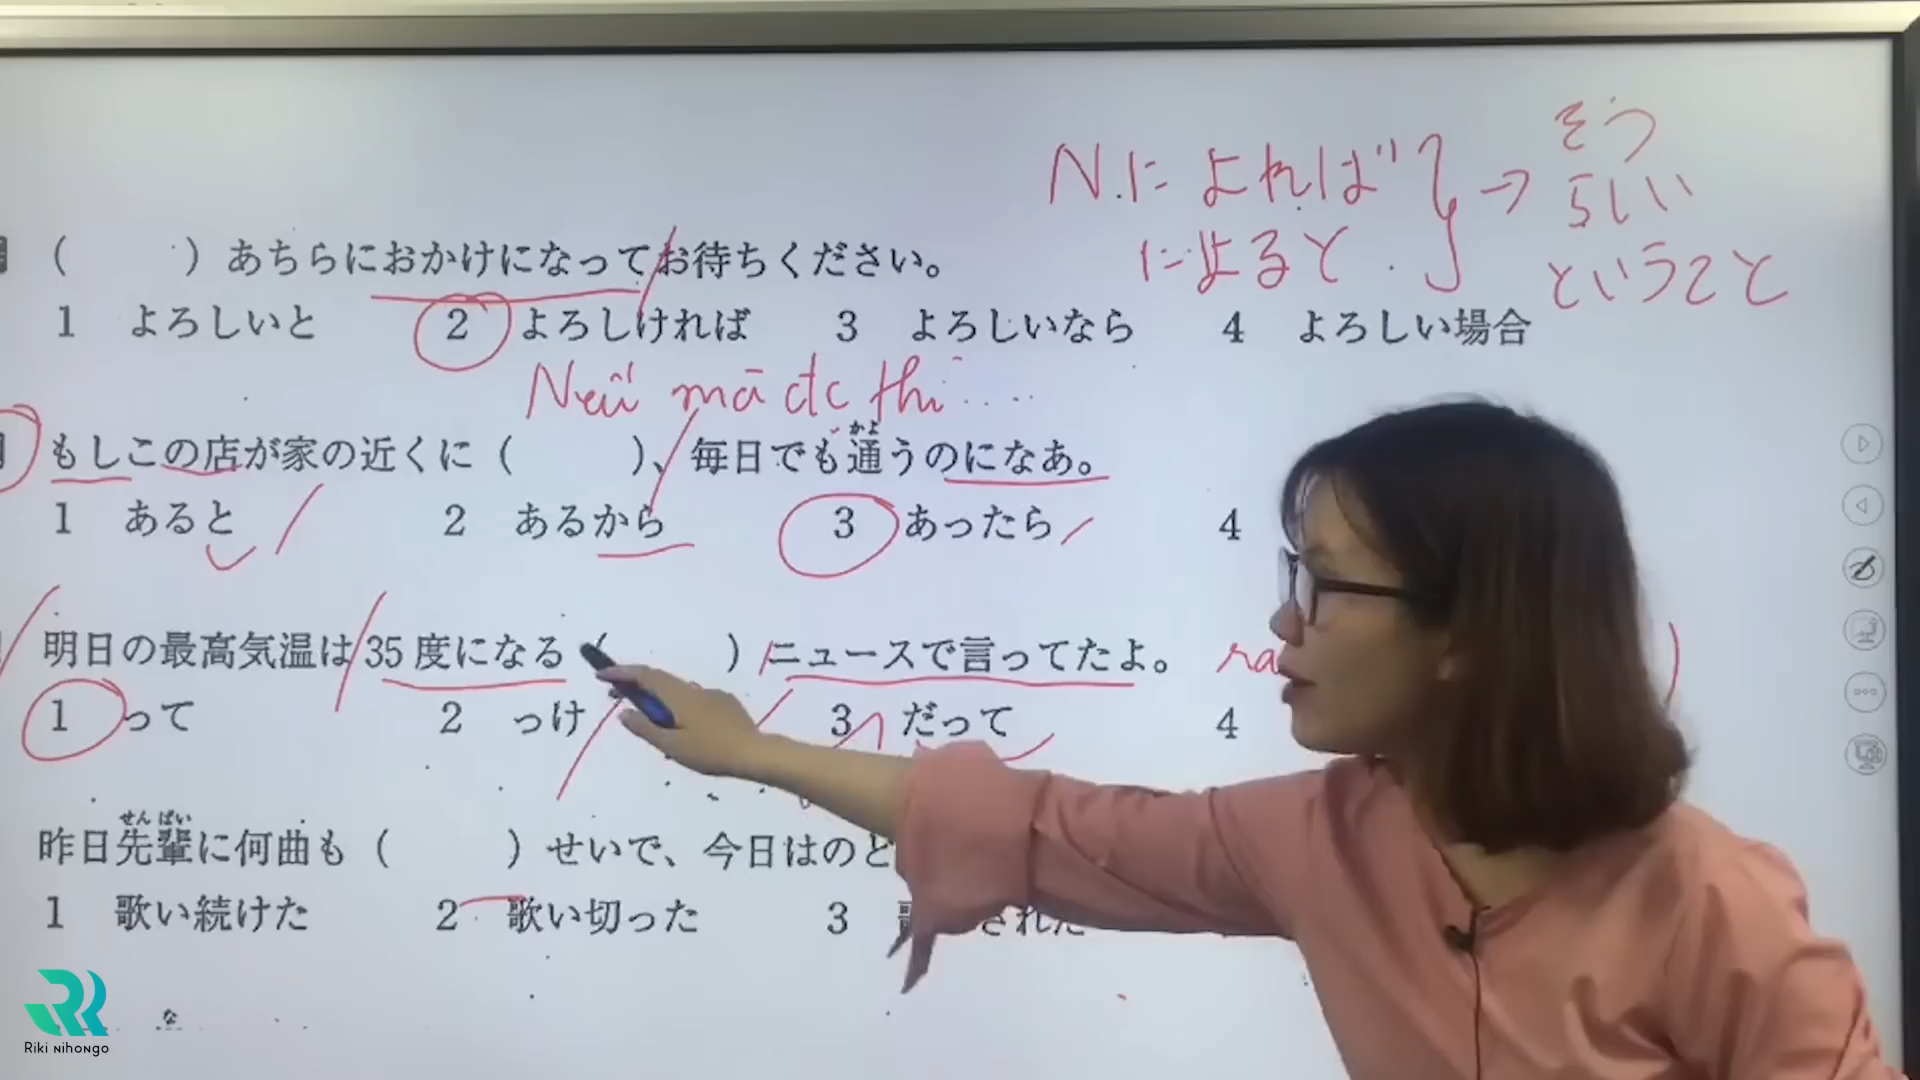 N.によれば
によると
→ そう
らしい
ということ
( ) あちらにおかけになってお待ちください。
1 よろしいと 2 よろしければ 3 よろしいなら 4 よろしい場合
Nếu mà đc thì ....
もしこの店が家の近くに ( )、毎日でも通うのになあ。
かよ
1 あると 2 あるから 3 あったら 4
明日の最高気温は35度になる ( ) ニュースで言ってたよ。
1 って 2 っけ 3 だって 4
せんぱい
昨日先輩に何曲も ( ) せいで、今日はのど
1 歌い続けた 2 歌い切った 3
な
Riki Nihongo